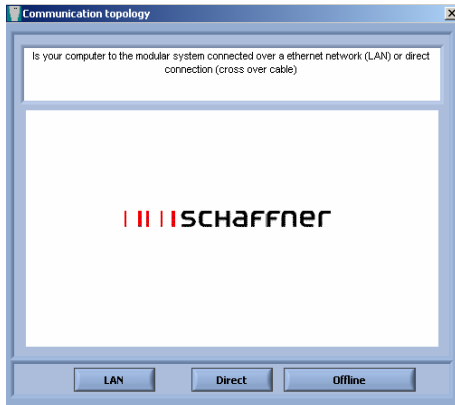 Communication topology
Is your computer to the modular system connected over a ethernet network (LAN) or direct
connection (cross over cable)
SCHAFFNER
LAN
Direct
Offline